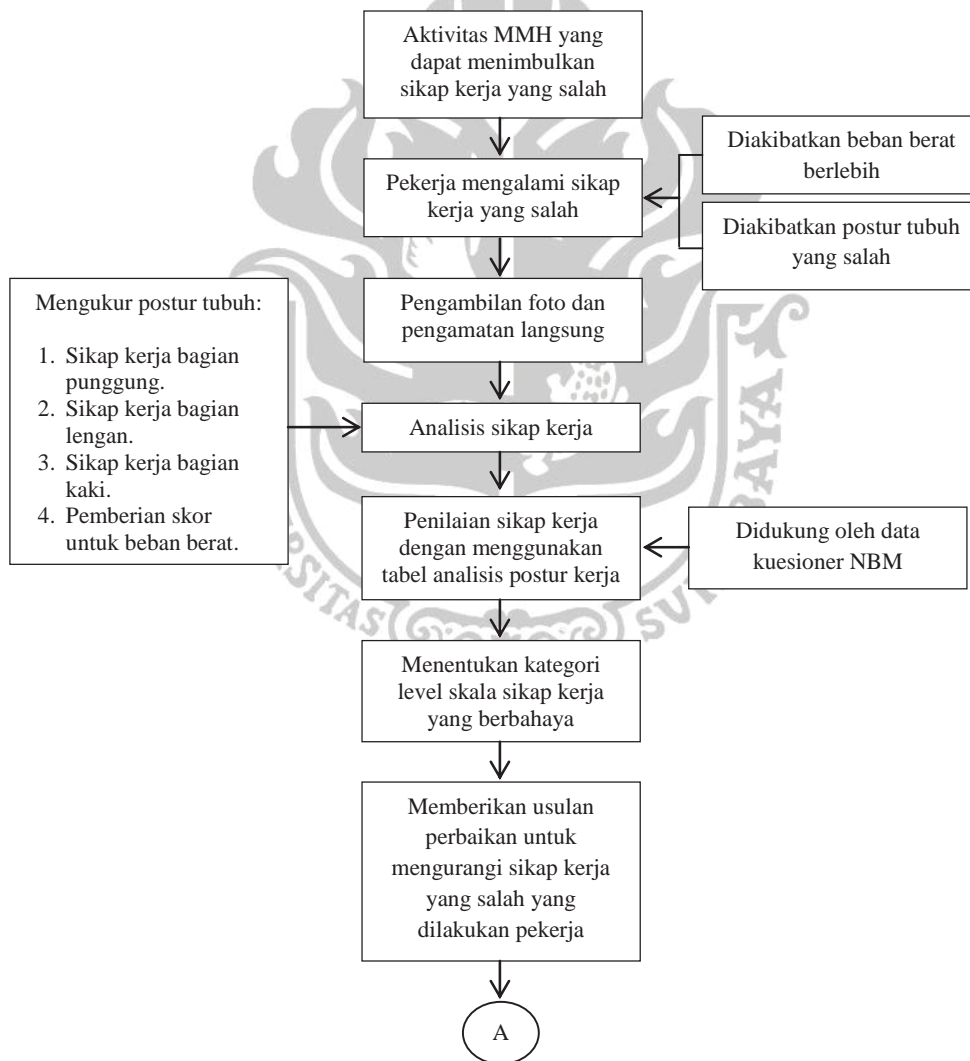 Aktivitas MMH yang
dapat menimbulkan
sikap kerja yang salah
Diakibatkan beban berat
berlebih
Pekerja mengalami sikap
kerja yang salah
Diakibatkan postur tubuh
yang salah
Mengukur postur tubuh:
1. Sikap kerja bagian
punggung.
2. Sikap kerja bagian
lengan.
3. Sikap kerja bagian
kaki.
4. Pemberian skor
untuk beban berat.
Pengambilan foto dan
pengamatan langsung
Analisis sikap kerja
Penilaian sikap kerja
dengan menggunakan
tabel analisis postur kerja
Didukung oleh data
kuesioner NBM
Menentukan kategori
level skala sikap kerja
yang berbahaya
Memberikan usulan
perbaikan untuk
mengurangi sikap kerja
yang salah yang
dilakukan pekerja
A